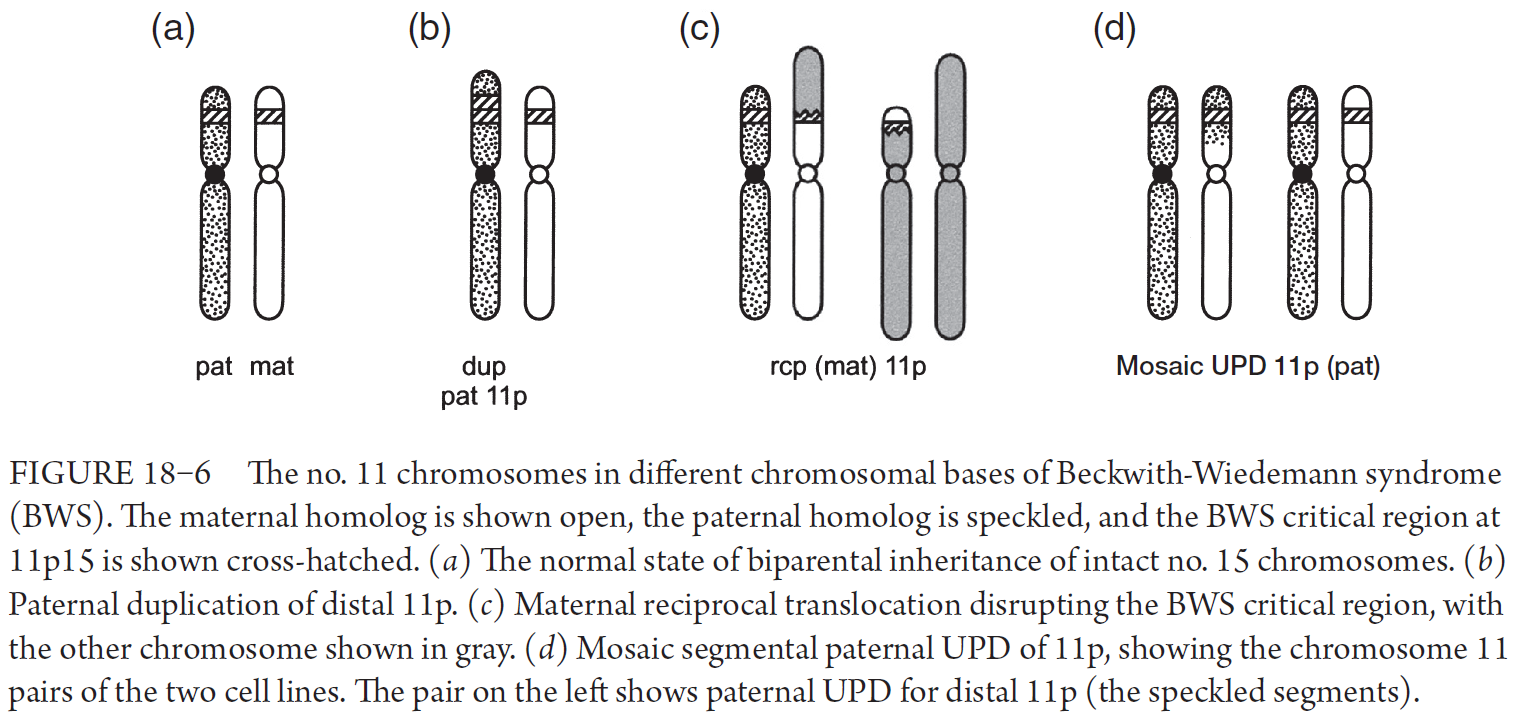 (a) (b) (c) (d)
pat mat
dup
pat 11p
rcp (mat) 11p
Mosaic UPD 11p (pat)
FIGURE 18–6 The no. 11 chromosomes in different chromosomal bases of Beckwith-Wiedemann syndrome
(BWS). The maternal homolog is shown open, the paternal homolog is speckled, and the BWS critical region at
11p15 is shown cross-hatched. (a) The normal state of biparental inheritance of intact no. 15 chromosomes. (b)
Paternal duplication of distal 11p. (c) Maternal reciprocal translocation disrupting the BWS critical region, with
the other chromosome shown in gray. (d) Mosaic segmental paternal UPD of 11p, showing the chromosome 11
pairs of the two cell lines. The pair on the left shows paternal UPD for distal 11p (the speckled segments).